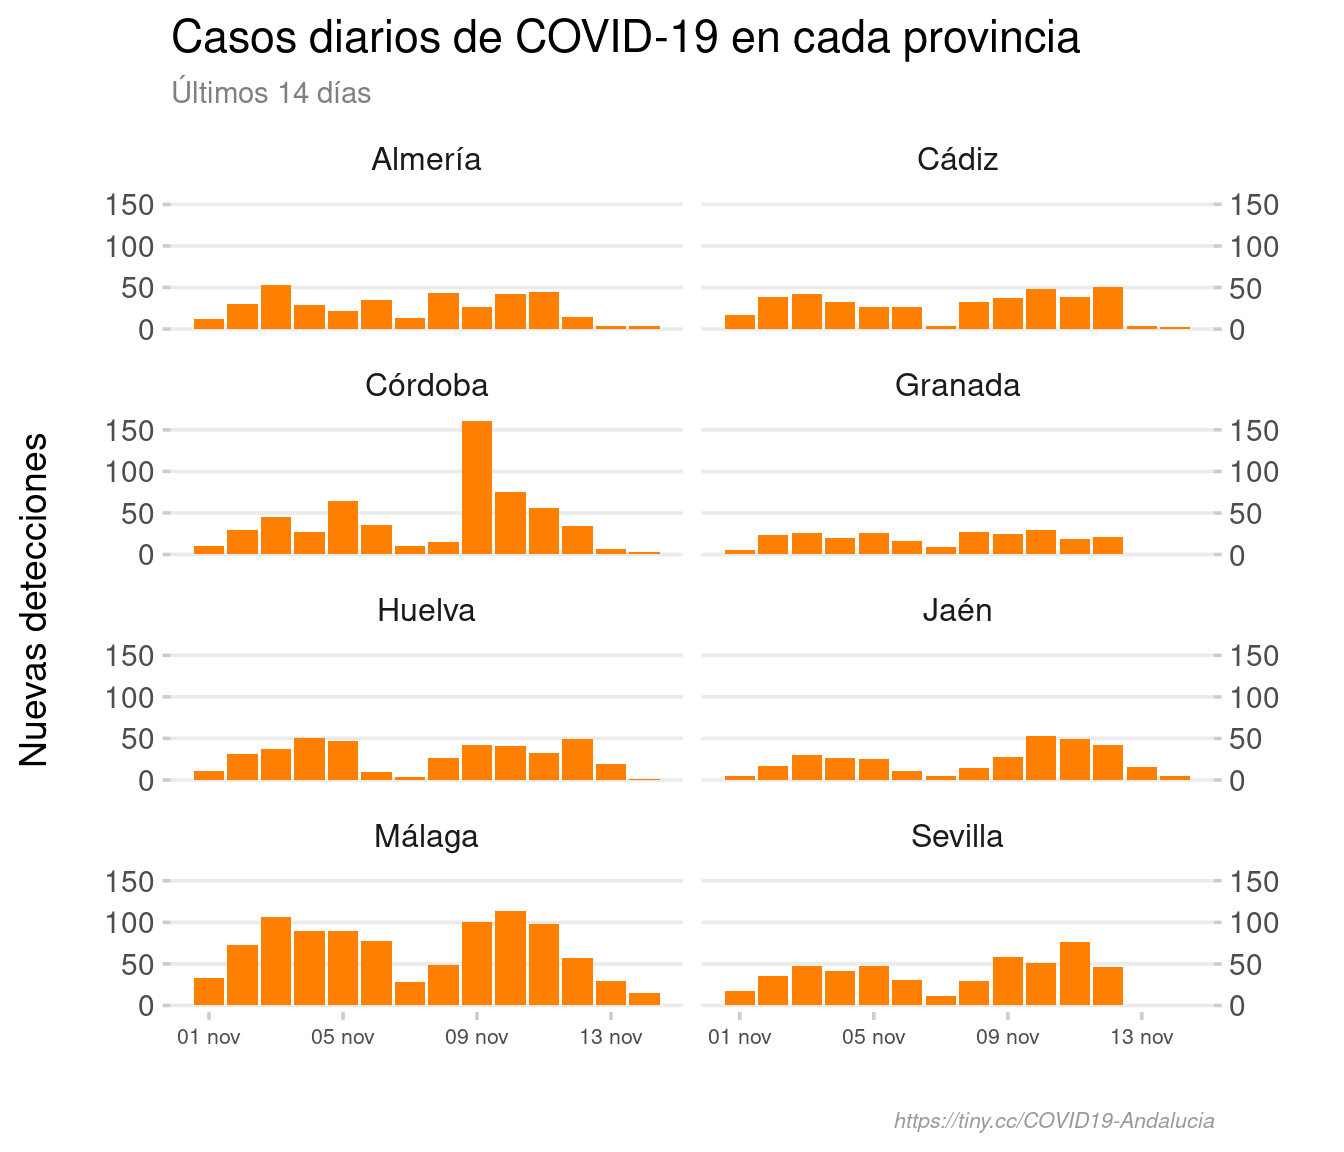 Casos diarios de COVID-19 en cada provincia
Últimos 14 días
Nuevas detecciones
Almería
Cádiz
150
100
50
0
150
100
50
0
Córdoba
Granada
150
100
50
0
150
100
50
0
Huelva
Jaén
150
100
50
0
150
100
50
0
Málaga
Sevilla
150
100
50
0
150
100
50
0
01 nov 05 nov 09 nov 13 nov
01 nov 05 nov 09 nov 13 nov
https://tiny.cc/COVID19-Andalucia